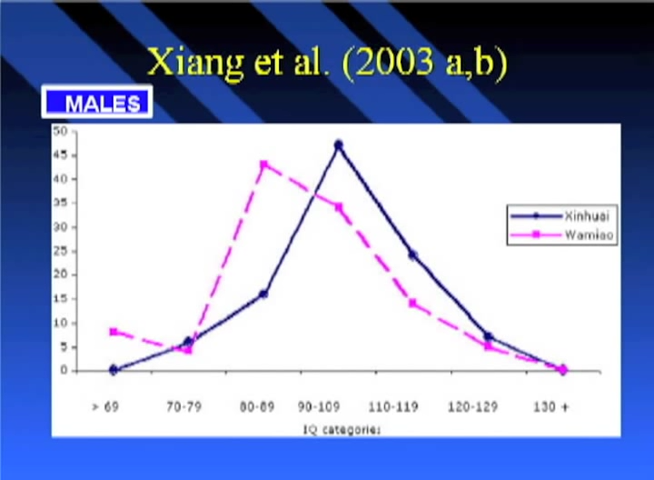 Xiang et al. (2003 a,b)
MALES
50
45
40
35
30
25
20
15
10
5
0
> 69 70-79 80-89 90-109 110-119 120-129 130 +
IQ categories
Xinhuai
Wamiao